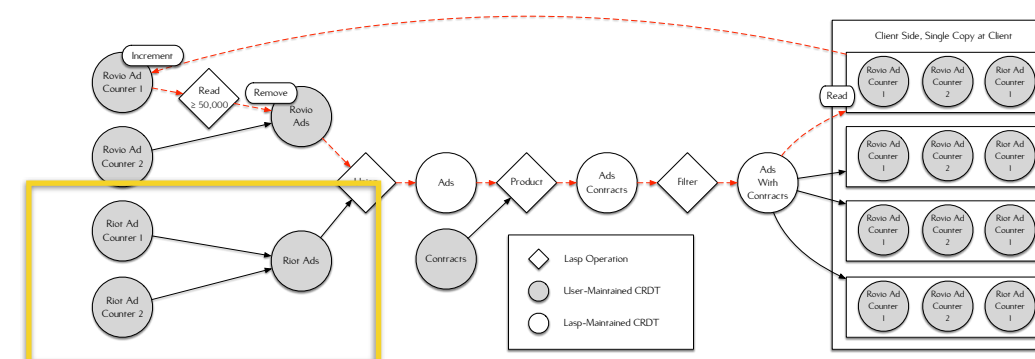 Client Side, Single Copy at Client
Increment
Rovio Ad
Counter 1
Read
≥ 50,000
Remove
Rovio
Ads
Rovio Ad
Counter 2
Riot Ad
Counter 1
Riot Ad
Counter 2
Riot Ads
Ads
Contracts
Product
Ads
Contracts
Filter
Ads
With
Contracts
Read
Lasp Operation
User-Maintained CRDT
Lasp-Maintained CRDT
Rovio Ad
Counter
1
Rovio Ad
Counter
2
Riot Ad
Counter
1
Rovio Ad
Counter
1
Rovio Ad
Counter
2
Riot Ad
Counter
1
Rovio Ad
Counter
1
Rovio Ad
Counter
2
Riot Ad
Counter
1
Rovio Ad
Counter
1
Rovio Ad
Counter
2
Riot Ad
Counter
1